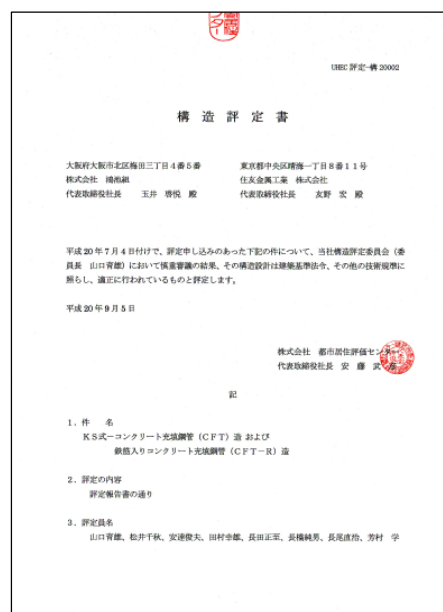 UHEC 評定-構 20002
構 造 評 定 書
大阪府大阪市北区梅田三丁目4番5番
株式会社 鴻池組
代表取締役社長 玉井 啓悦 殿
東京都中央区晴海一丁目8番11号
住友金属工業 株式会社
代表取締役社長 友野 宏 殿
平成20年7月4日付けで、評定申し込みのあった下記の件について、当社構造評定委員会(委
員長 山口育雄)において慎重審議の結果、その構造設計は建築基準法令、その他の技術規準に
照らし、適正に行われているものと評定します。
平成20年9月5日
株式会社 都市居住評価センター
代表取締役社長 安 藤 武
記
1.件 名
KS式-コンクリート充填鋼管(CFT)造 および
鉄筋入りコンクリート充填鋼管(CFT-R)造
2.評定の内容
評定報告書の通り
3.評定員名
山口育雄、松井千秋、安達俊夫、田村幸雄、長田正至、長橋純男、長尾直治、芳村 学